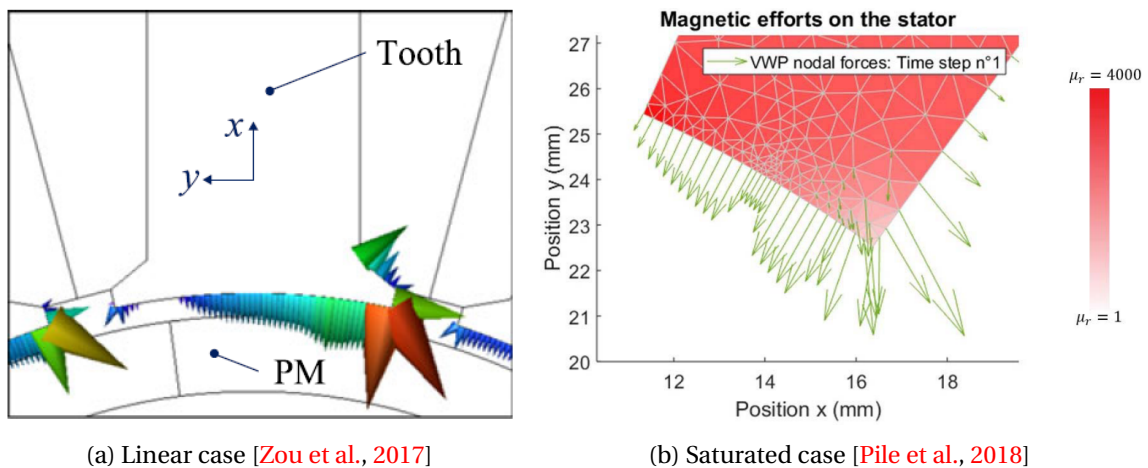 Tooth
x
y
PM
(a) Linear case [Zou et al., 2017]
Magnetic efforts on the stator
VWP nodal forces: Time step n°1
27
26
25
24
23
22
21
20
Position y (mm)
12
14
16
18
Position x (mm)
μr = 4000
μr = 1
(b) Saturated case [Pile et al., 2018]